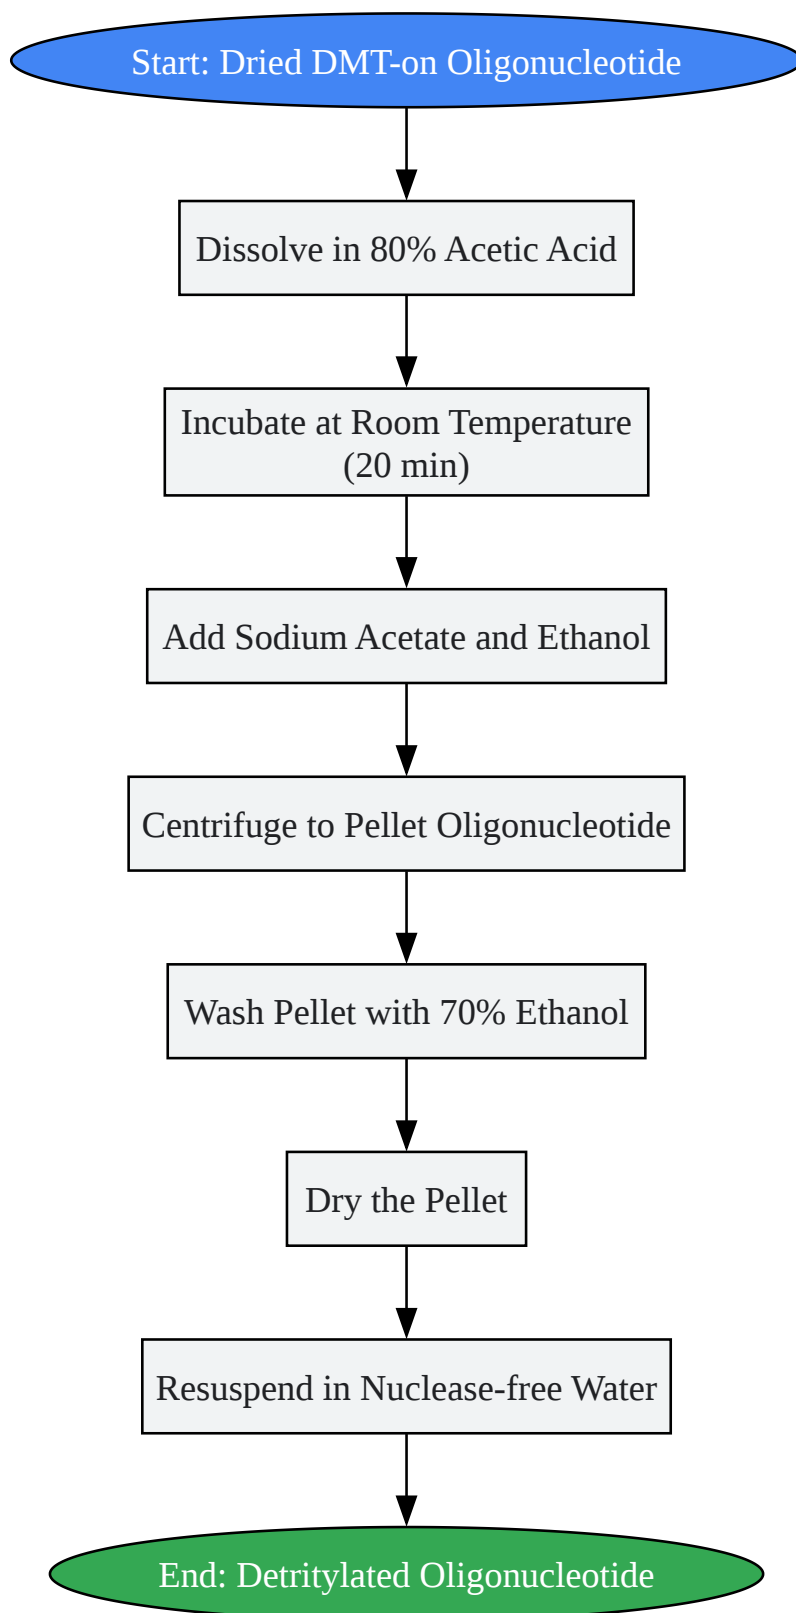 Start: Dried DMT-on Oligonucleotide
Dissolve in 80% Acetic Acid
Incubate at Room Temperature
(20 min)
Add Sodium Acetate and Ethanol
Centrifuge to Pellet Oligonucleotide
Wash Pellet with 70% Ethanol
Dry the Pellet
Resuspend in Nuclease-free Water
End: Detritylated Oligonucleotide